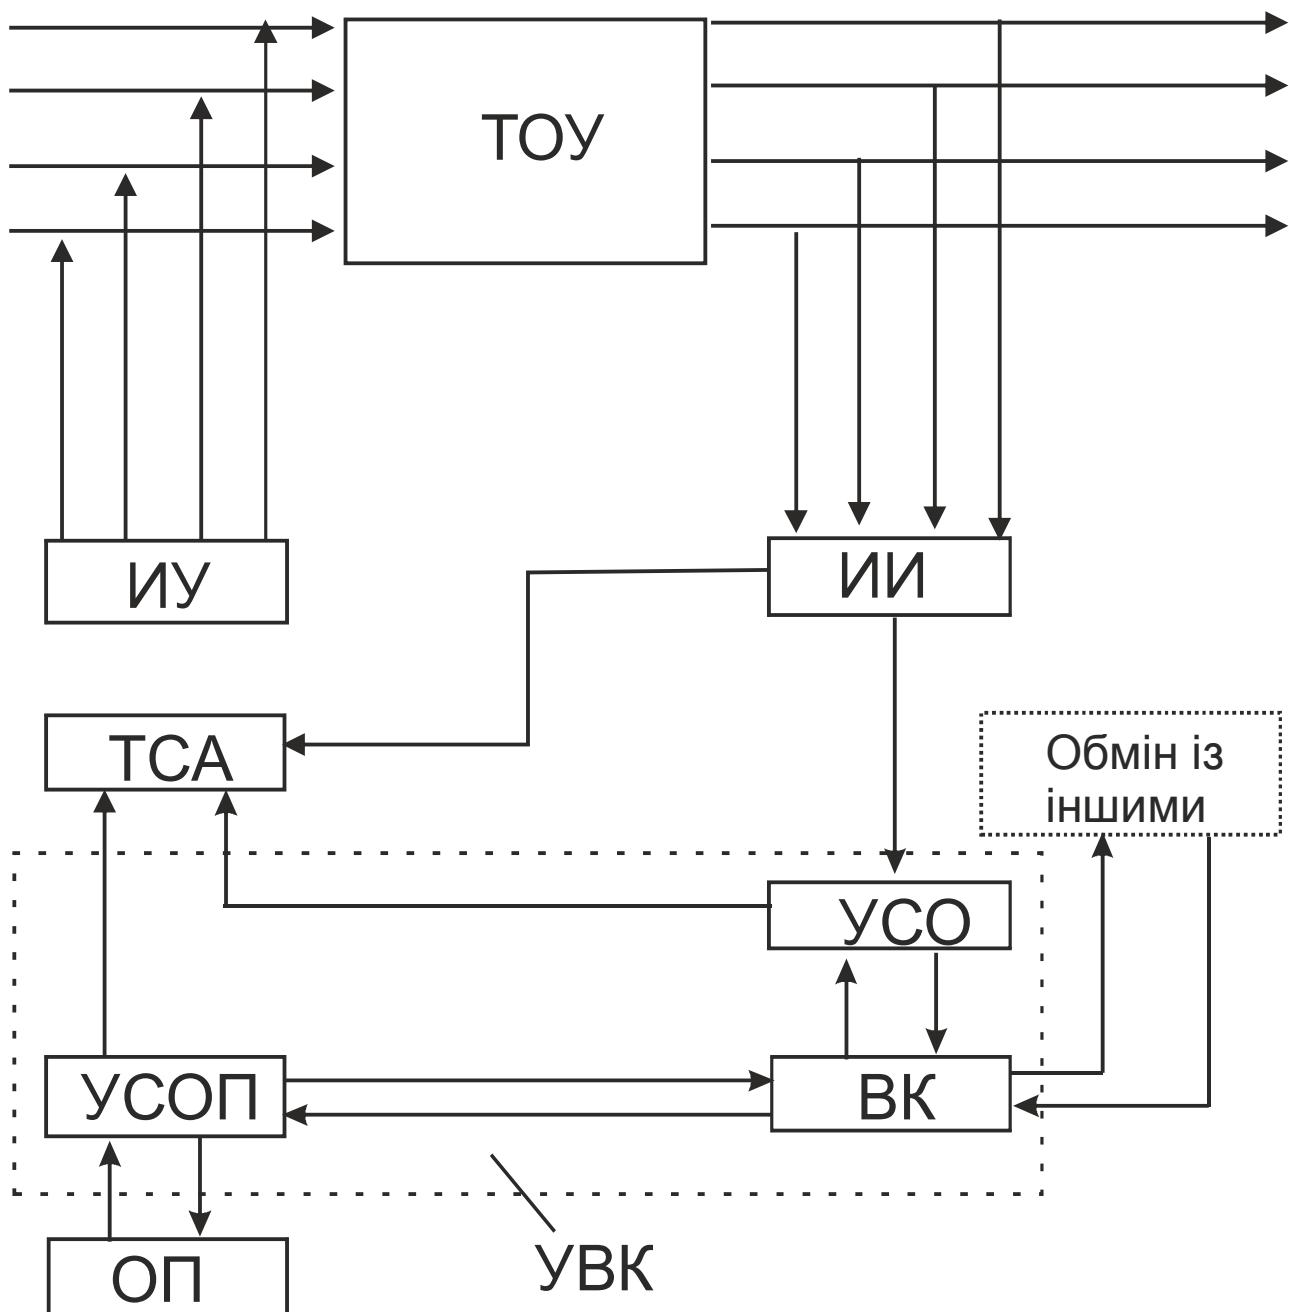 ТОУ
ИУ
ИИ
ТСА
Обмін із
іншими
УСО
УСОП
ВК
УВК
ОП